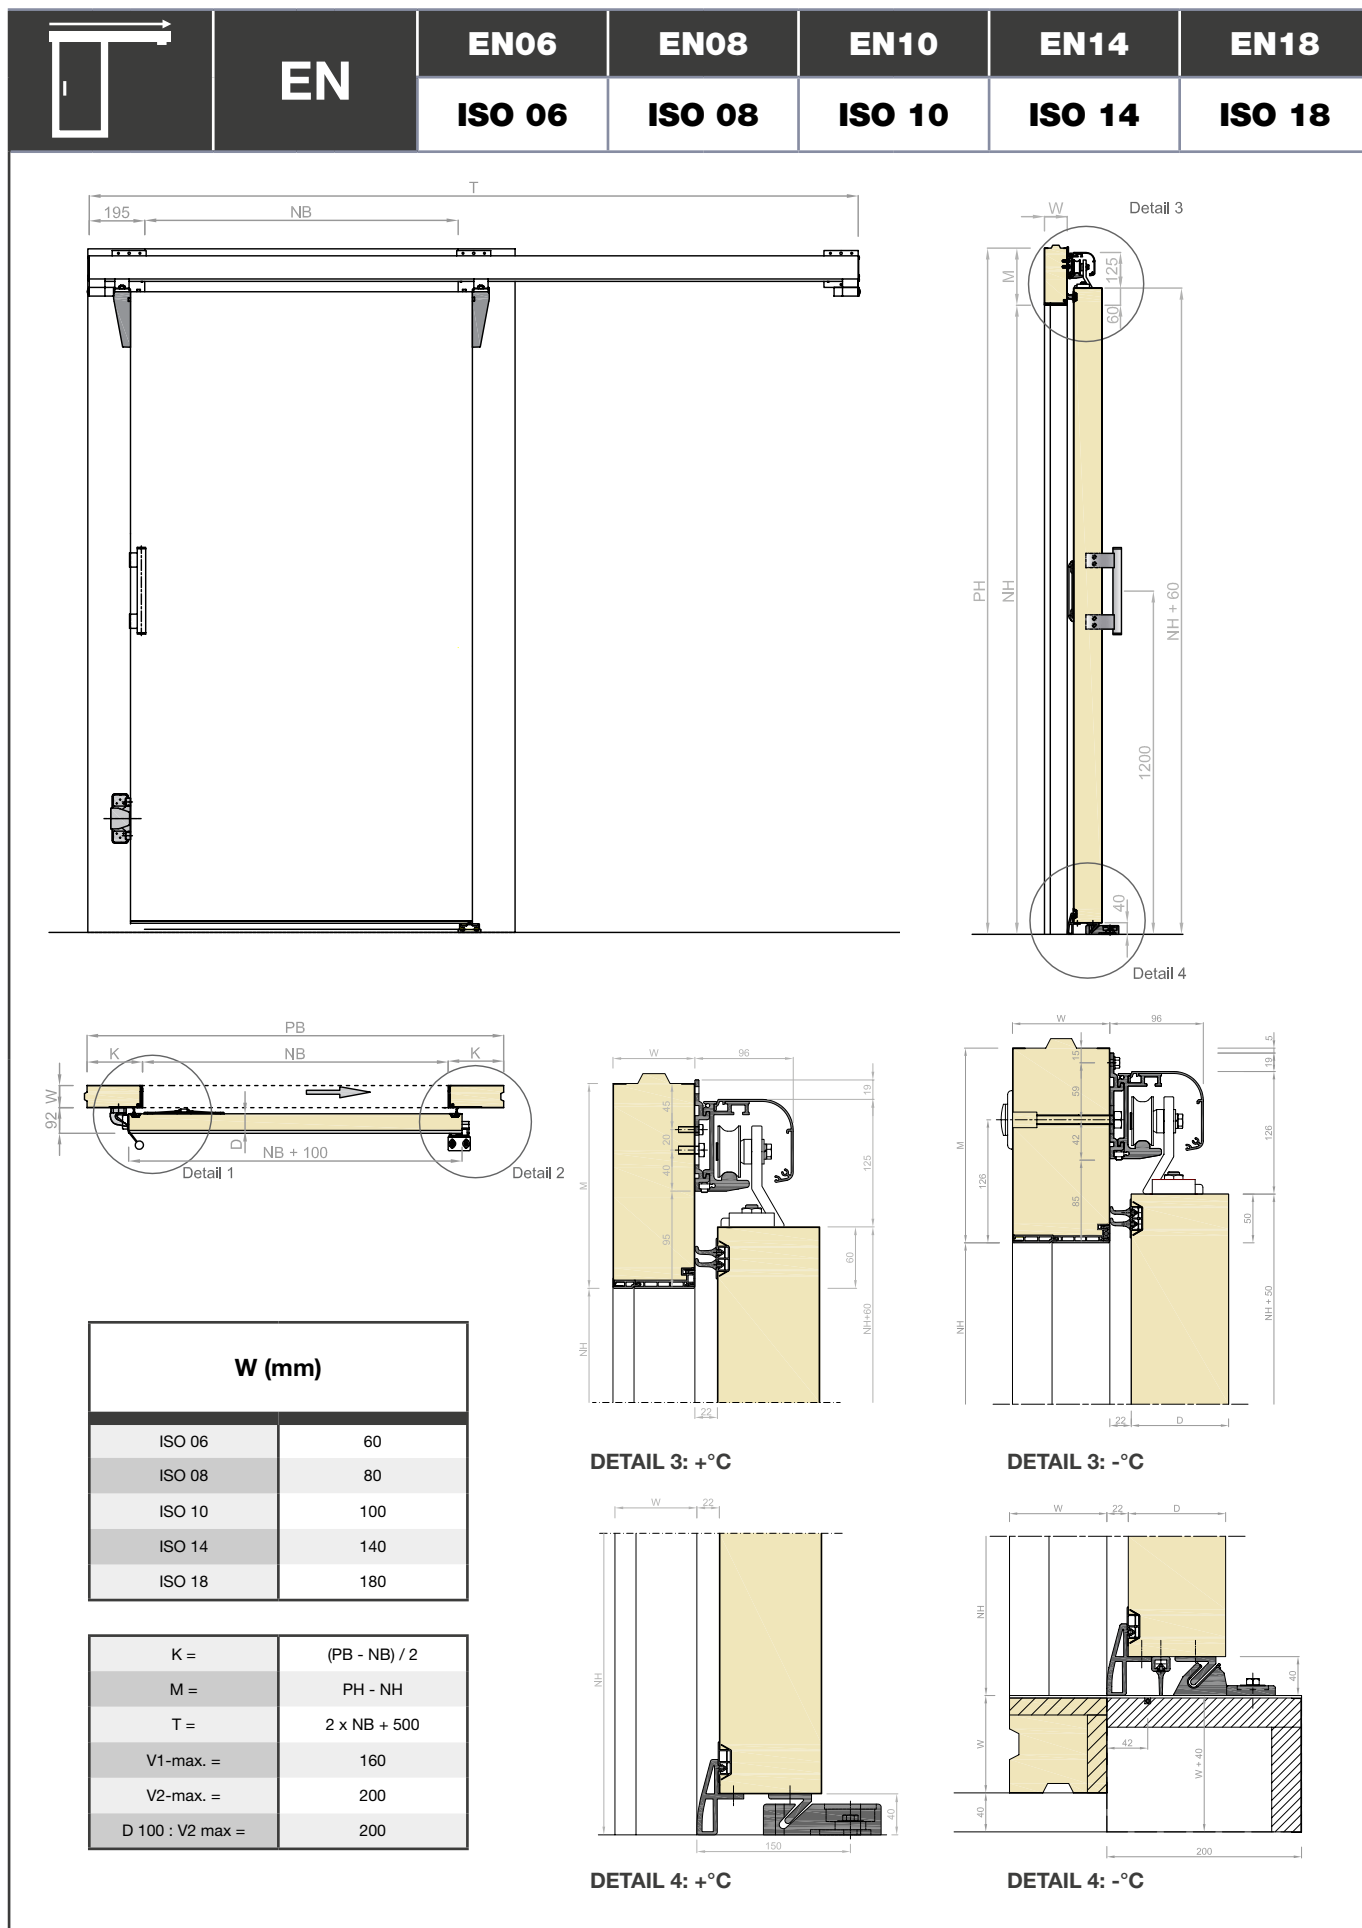 EN
EN06 EN08 EN10 EN14 EN18
ISO 06 ISO 08 ISO 10 ISO 14 ISO 18
T
195 NB
W Detail 3
M 125
60
PH NH NH + 60
1200
40
Detail 4
PB
K NB K
W
92
D
NB + 100
Detail 1 Detail 2
W 96
19
45
20
40
M 125
95
60
NH NH+60
22
DETAIL 3: +°C
W 96
5
15 19
59
42
M 126 126
85
50
NH NH + 50
22 D
DETAIL 3: -°C
W (mm)
ISO 06 60
ISO 08 80
ISO 10 100
ISO 14 140
ISO 18 180
K = (PB - NB) / 2
M = PH - NH
T = 2 x NB + 500
V1-max. = 160
V2-max. = 200
D 100 : V2 max = 200
W 22
NH
40
150
DETAIL 4: +°C
W 22 D
NH
40
42
W W + 40
40
200
DETAIL 4: -°C